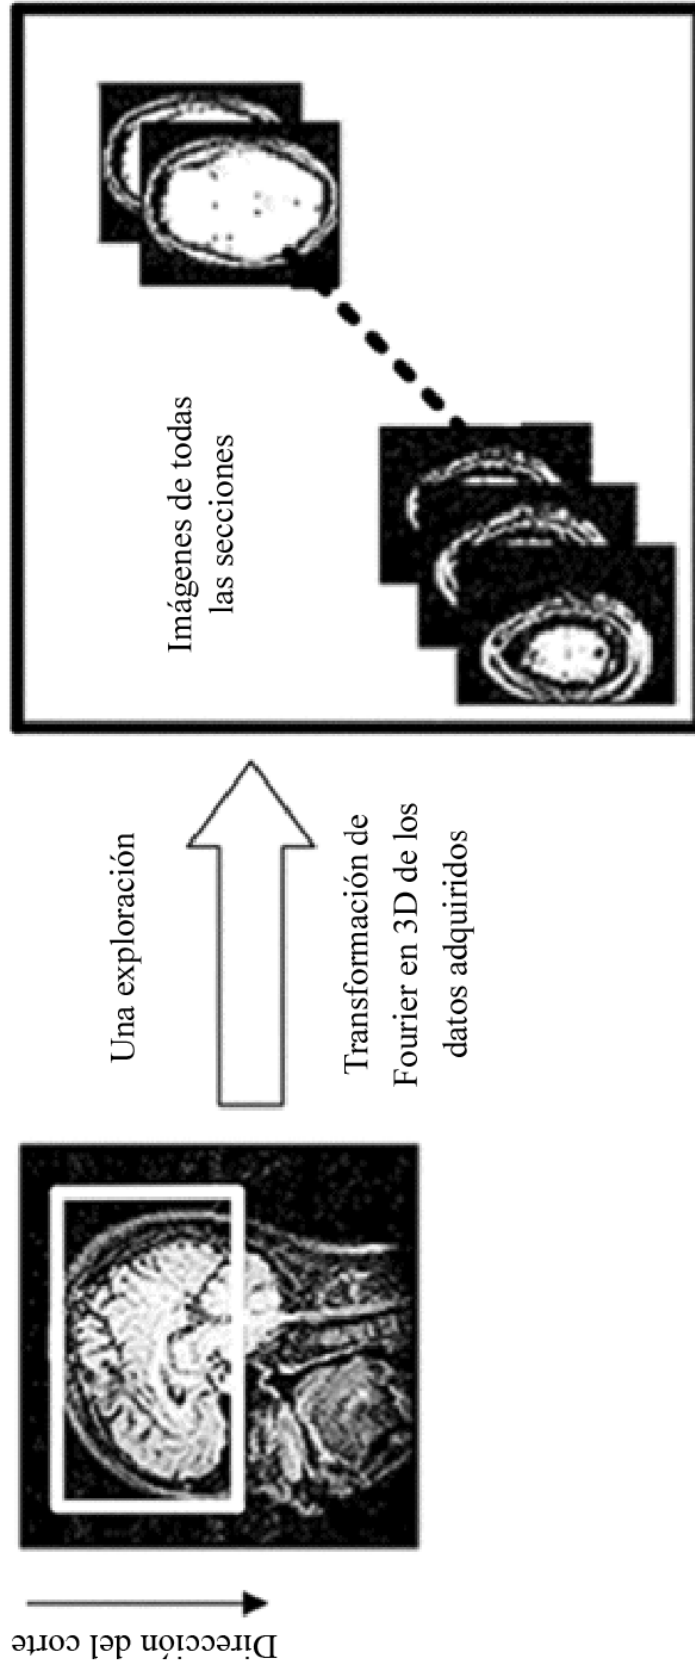 Dirección del corte
Una exploración
Transformación de
Fourier en 3D de los
datos adquiridos
Imágenes de todas
las secciones